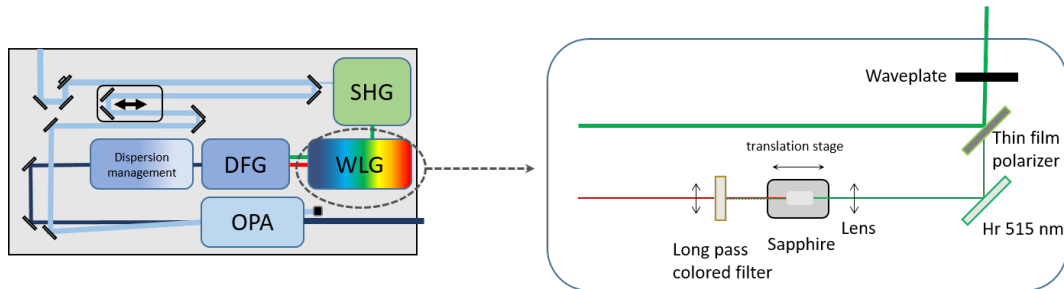 SHG
Dispersion
management
DFG
WLG
OPA
Waveplate
Thin film
polarizer
translation stage
Long pass
colored filter
Sapphire
Lens
Hr 515 nm